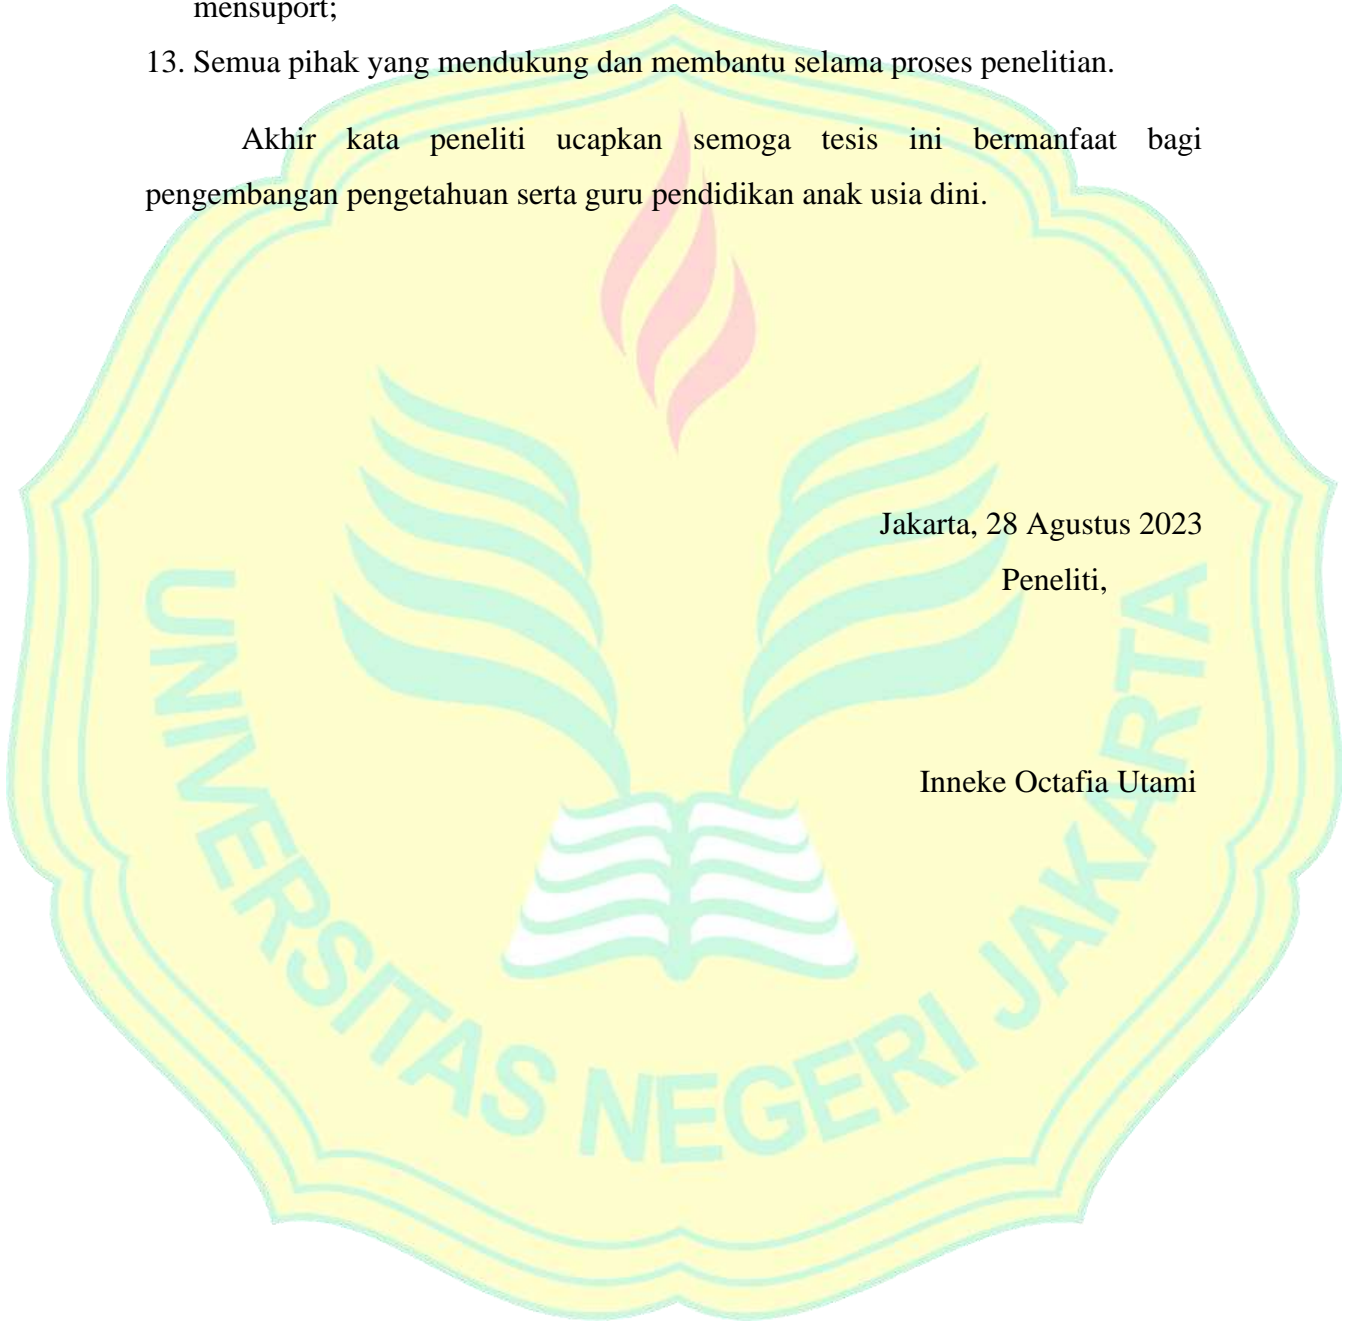 mensuport;
13. Semua pihak yang mendukung dan membantu selama proses penelitian.
Akhir kata peneliti ucapkan semoga tesis ini bermanfaat bagi
pengembangan pengetahuan serta guru pendidikan anak usia dini.
Jakarta, 28 Agustus 2023
Peneliti,
Inneke Octafia Utami
UNIVERSITAS NEGERI JAKARTA